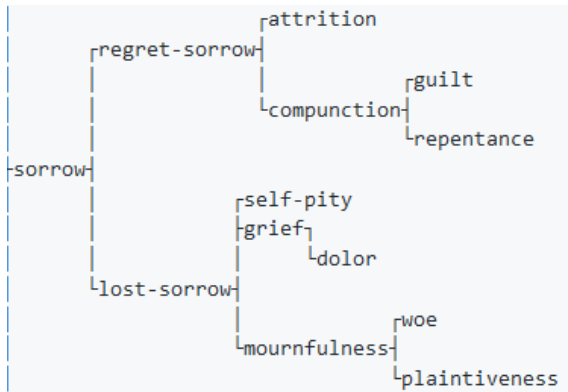 attrition
regret-sorrow
guilt
compunction
repentance
sorrow
self-pity
grief
dolor
lost-sorrow
woe
mournfulness
plaintiveness